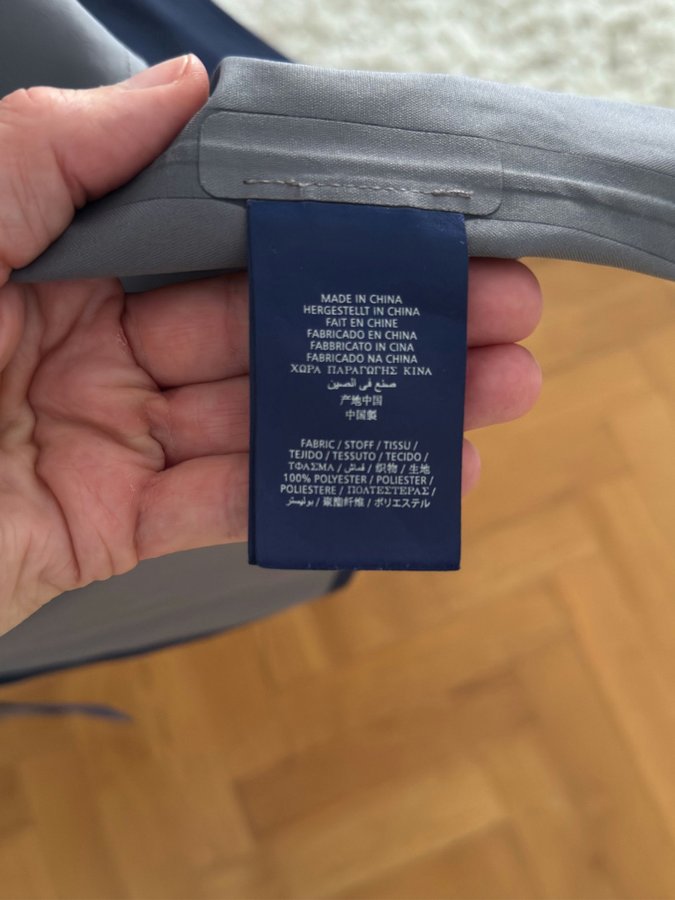 MADE IN CHINA
HERGESTELLT IN CHINA
FAIT EN CHINE
FABRICADO EN CHINA
FABBRICATO IN CINA
FABRICADO NA CHINA
ΧΩΡΑ ΠΑΡΑΓΩΓΗΣ ΚΙΝΑ
صنع في الصين
产地中国
中国製
FABRIC / STOFF / TISSU /
TEJIDO / TESSUTO / TECIDO /
ΤΦΑΣΜΑ / قماش / 织物 / 生地
100% POLYESTER / POLIESTER /
POLIESTERE / ΠΟΛΤΕΣΤΕΡΑΣ /
بوليستر / 聚酯纤维 / ポリエステル